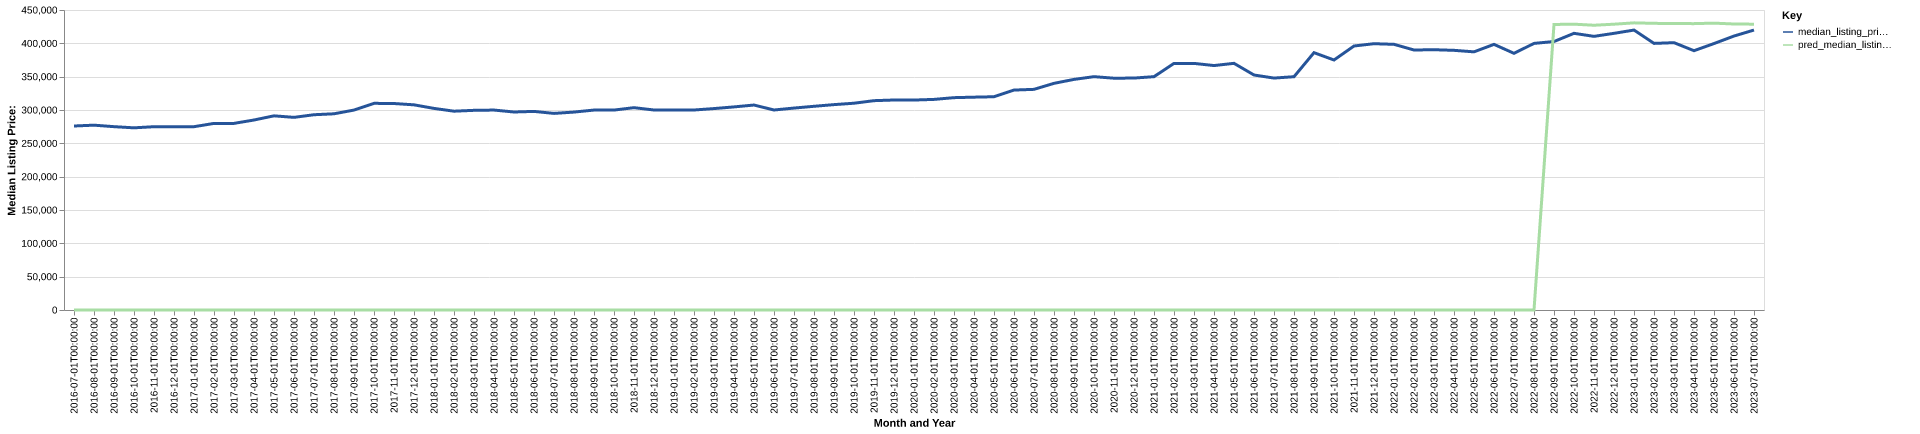 450,000
400,000
350,000
300,000
250,000
200,000
150,000
100,000
50,000
0
Median Listing Price:
2016-07-01T00:00:00
2016-08-01T00:00:00
2016-09-01T00:00:00
2016-10-01T00:00:00
2016-11-01T00:00:00
2016-12-01T00:00:00
2017-01-01T00:00:00
2017-02-01T00:00:00
2017-03-01T00:00:00
2017-04-01T00:00:00
2017-05-01T00:00:00
2017-06-01T00:00:00
2017-07-01T00:00:00
2017-08-01T00:00:00
2017-09-01T00:00:00
2017-10-01T00:00:00
2017-11-01T00:00:00
2017-12-01T00:00:00
2018-01-01T00:00:00
2018-02-01T00:00:00
2018-03-01T00:00:00
2018-04-01T00:00:00
2018-05-01T00:00:00
2018-06-01T00:00:00
2018-07-01T00:00:00
2018-08-01T00:00:00
2018-09-01T00:00:00
2018-10-01T00:00:00
2018-11-01T00:00:00
2018-12-01T00:00:00
2019-01-01T00:00:00
2019-02-01T00:00:00
2019-03-01T00:00:00
2019-04-01T00:00:00
2019-05-01T00:00:00
2019-06-01T00:00:00
2019-07-01T00:00:00
2019-08-01T00:00:00
2019-09-01T00:00:00
2019-10-01T00:00:00
2019-11-01T00:00:00
2019-12-01T00:00:00
2020-01-01T00:00:00
2020-02-01T00:00:00
2020-03-01T00:00:00
2020-04-01T00:00:00
2020-05-01T00:00:00
2020-06-01T00:00:00
2020-07-01T00:00:00
2020-08-01T00:00:00
2020-09-01T00:00:00
2020-10-01T00:00:00
2020-11-01T00:00:00
2020-12-01T00:00:00
2021-01-01T00:00:00
2021-02-01T00:00:00
2021-03-01T00:00:00
2021-04-01T00:00:00
2021-05-01T00:00:00
2021-06-01T00:00:00
2021-07-01T00:00:00
2021-08-01T00:00:00
2021-09-01T00:00:00
2021-10-01T00:00:00
2021-11-01T00:00:00
2021-12-01T00:00:00
2022-01-01T00:00:00
2022-02-01T00:00:00
2022-03-01T00:00:00
2022-04-01T00:00:00
2022-05-01T00:00:00
2022-06-01T00:00:00
2022-07-01T00:00:00
2022-08-01T00:00:00
2022-09-01T00:00:00
2022-10-01T00:00:00
2022-11-01T00:00:00
2022-12-01T00:00:00
2023-01-01T00:00:00
2023-02-01T00:00:00
2023-03-01T00:00:00
2023-04-01T00:00:00
2023-05-01T00:00:00
2023-06-01T00:00:00
2023-07-01T00:00:00
Month and Year
Key
median_listing_pri…
pred_median_listin…